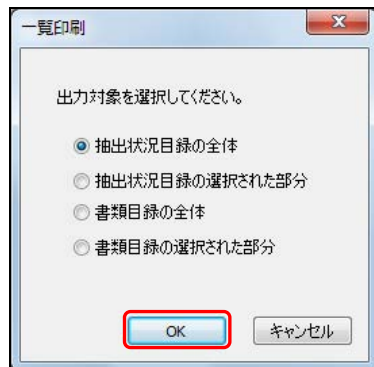 一覧印刷
出力対象を選択してください。
抽出状況目録の全体
抽出状況目録の選択された部分
書類目録の全体
書類目録の選択された部分
OK
キャンセル